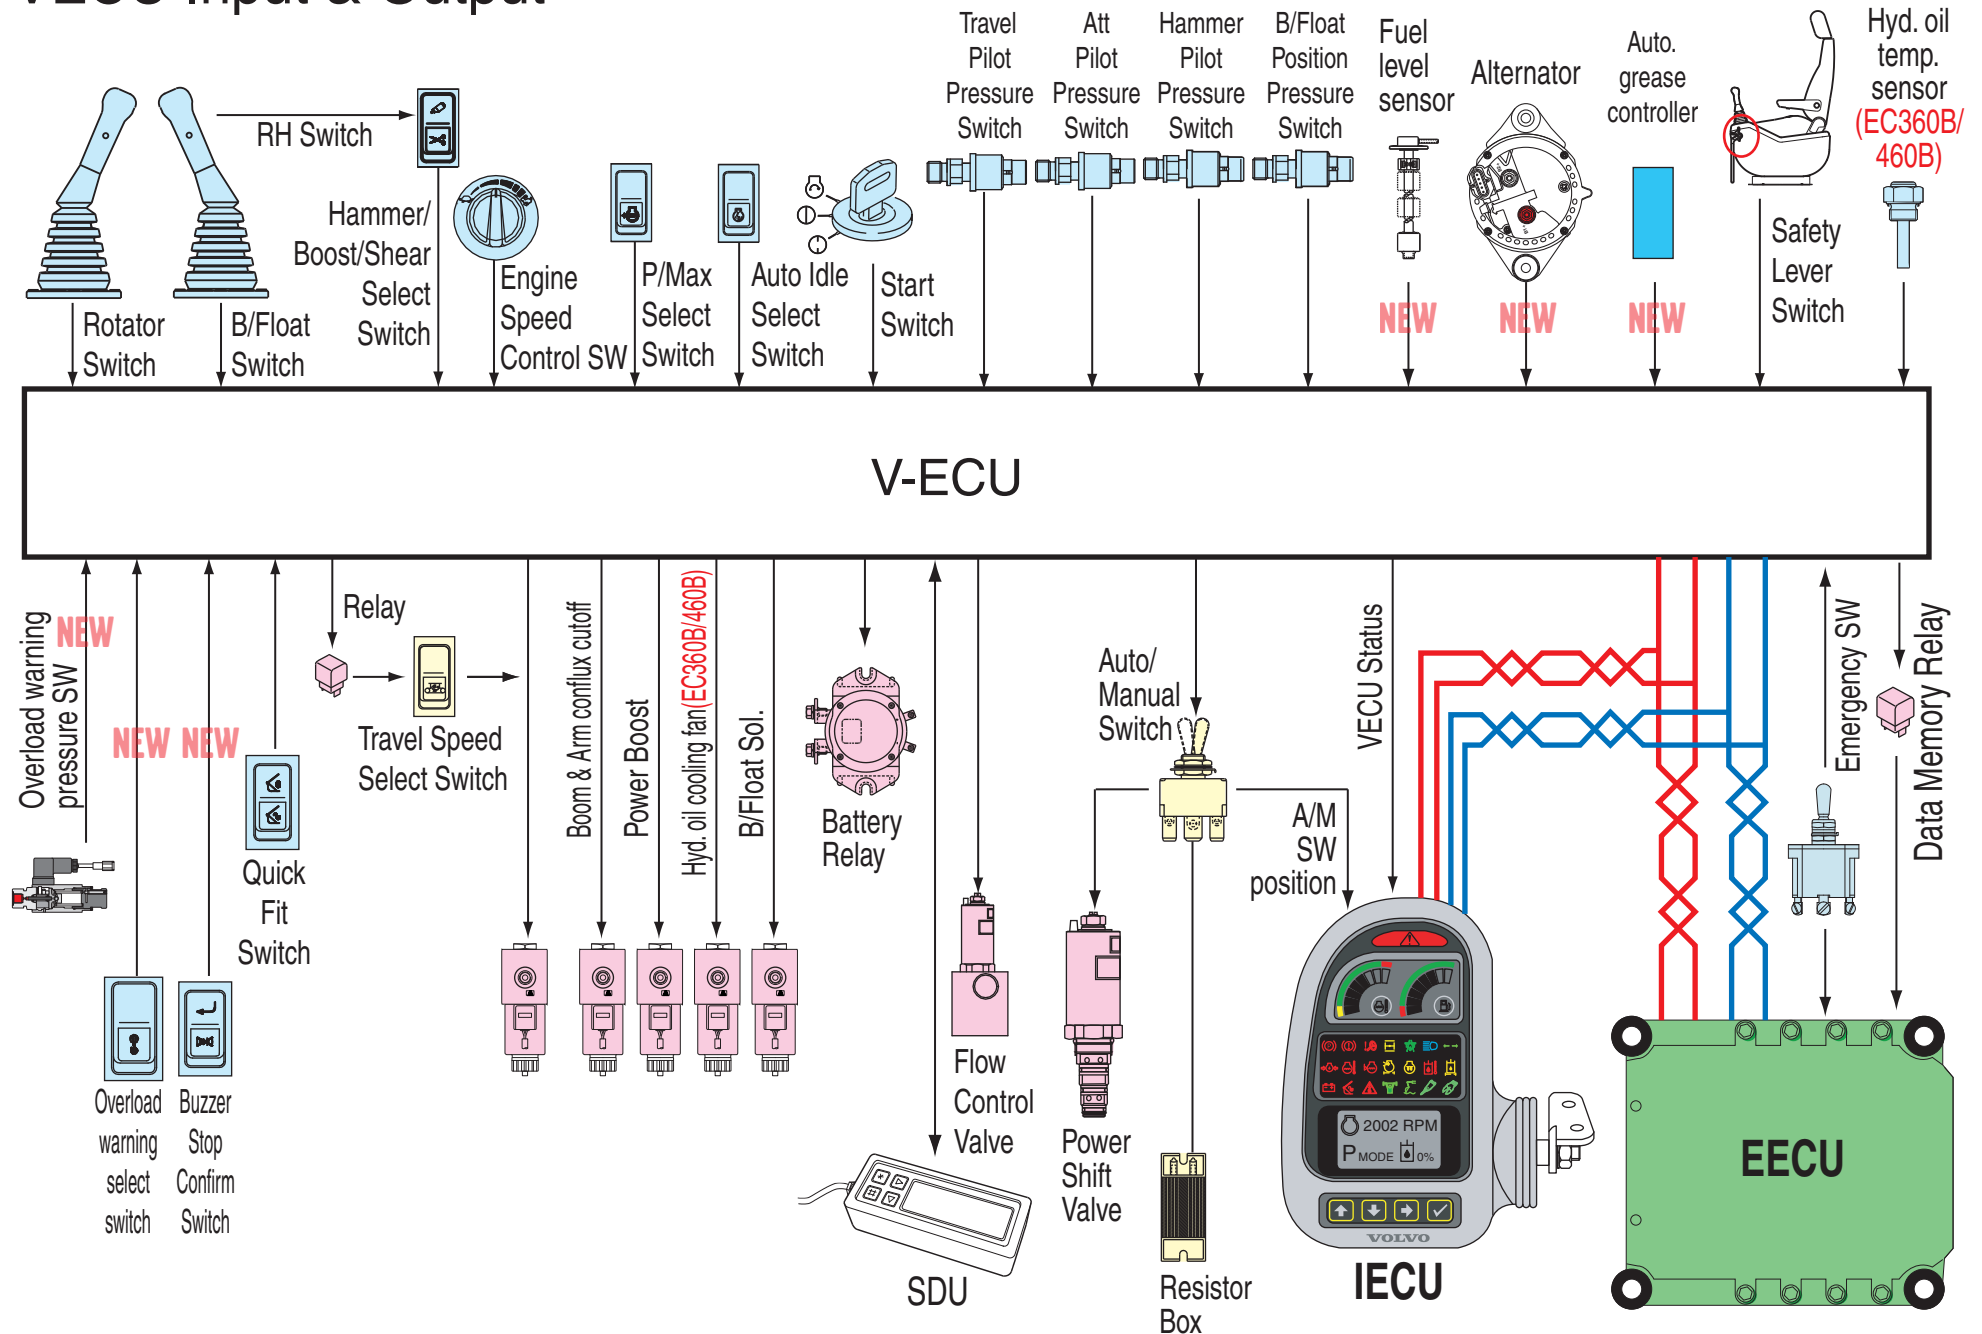 VECU Input & Output
Travel
Pilot
Pressure
Switch
Att
Pilot
Pressure
Switch
Hammer
Pilot
Pressure
Switch
B/Float
Position
Pressure
Switch
Fuel
level
sensor
Alternator
Auto.
grease
controller
Hyd. oil
temp.
sensor
(EC360B/
460B)
RH Switch
Hammer/
Boost/Shear
Select
Switch
Rotator
Switch
B/Float
Switch
Engine
Speed
Control SW
P/Max
Select
Switch
Auto Idle
Select
Switch
Start
Switch
NEW
NEW
NEW
Safety
Lever
Switch
V-ECU
Overload warning
pressure SW
NEW
NEW
NEW
Relay
Travel Speed
Select Switch
Quick
Fit
Switch
Overload
warning
select
switch
Buzzer
Stop
Confirm
Switch
Boom & Arm conflux cutoff
Power Boost
Hyd. oil cooling fan(EC360B/460B)
B/Float Sol.
Battery
Relay
SDU
Flow
Control
Valve
Auto/
Manual
Switch
Power
Shift
Valve
Resistor
Box
A/M
SW
position
VECU Status
2002 RPM
P MODE 0%
VOLVO
IECU
Emergency SW
Data Memory Relay
EECU